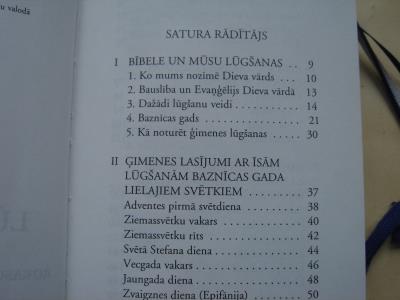 u valodā
SATURA RĀDĪTĀJS
I BĪBELE UN MŪSU LŪGŠANAS . . 9
1. Ko mums nozīmē Dieva vārds . . . . 10
2. Bauslība un Evaņģēlijs Dieva vārdā 13
3. Dažādi lūgšanu veidi . . . . . . . . . . . 14
4. Baznīcas gads . . . . . . . . . . . . . . . . 21
5. Kā noturēt ģimenes lūgšanas . . . . . 30
II ĢIMENES LASĪJUMI AR ĪSĀM
LŪGŠANĀM BAZNĪCAS GADA
LIELAJIEM SVĒTKIEM . . . . . . . . . 37
Adventes pirmā svētdiena . . . . . . . . . 38
Ziemassvētku vakars . . . . . . . . . . . . 40
Ziemassvētku rīts . . . . . . . . . . . . . . 42
Svētā Stefana diena . . . . . . . . . . . . . 44
Vecgada vakars . . . . . . . . . . . . . . . . 46
Jaungada diena . . . . . . . . . . . . . . . . 48
Zvaigznes diena (Epifānija) . . . . . . . 50